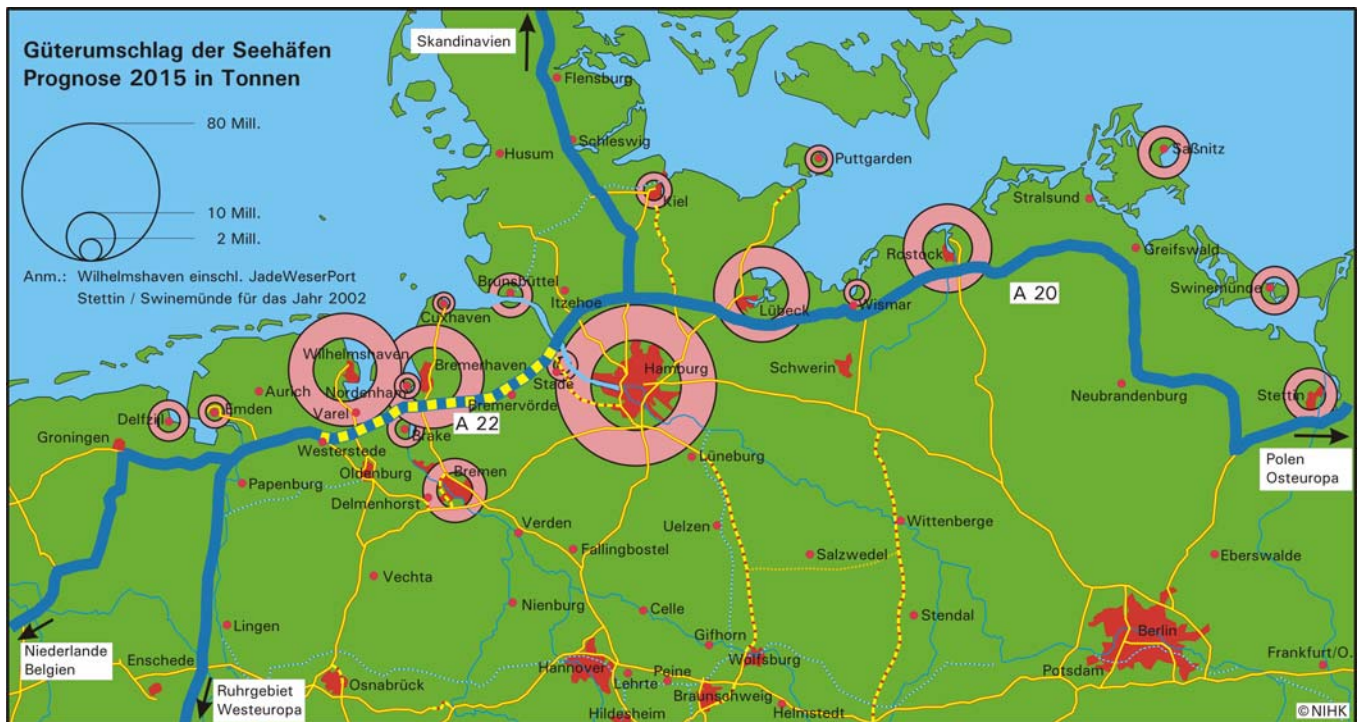 Güterumschlag der Seehäfen
Prognose 2015 in Tonnen
80 Mill.
10 Mill.
2 Mill.
Anm.: Wilhelmshaven einschl. JadeWeserPort
Stettin / Swinemünde für das Jahr 2002
Skandinavien
Flensburg
Schleswig
Husum
Kiel
Puttgarden
Saßnitz
Stralsund
Greifswald
Rostock
Swinemünde
A 20
Brunsbüttel
Itzehoe
Lübeck
Wismar
Cuxhaven
Wilhelmshaven
Bremerhaven
Nordenham
Stade
Hamburg
Schwerin
Neubrandenburg
Stettin
Aurich
Emden
Delfzijl
Varel
Bremervörde
A 22
Brake
Groningen
Westerstede
Oldenburg
Bremen
Lüneburg
Polen
Osteuropa
Papenburg
Delmenhorst
Verden
Uelzen
Wittenberge
Fallingbostel
Salzwedel
Eberswalde
Vechta
Nienburg
Celle
Stendal
Lingen
Gifhorn
Berlin
Niederlande
Belgien
Enschede
Osnabrück
Hannover
Lehrte
Peine
Wolfsburg
Potsdam
Frankfurt/O.
Ruhrgebiet
Westeuropa
Braunschweig
Hildesheim
Helmstedt
©NIHK